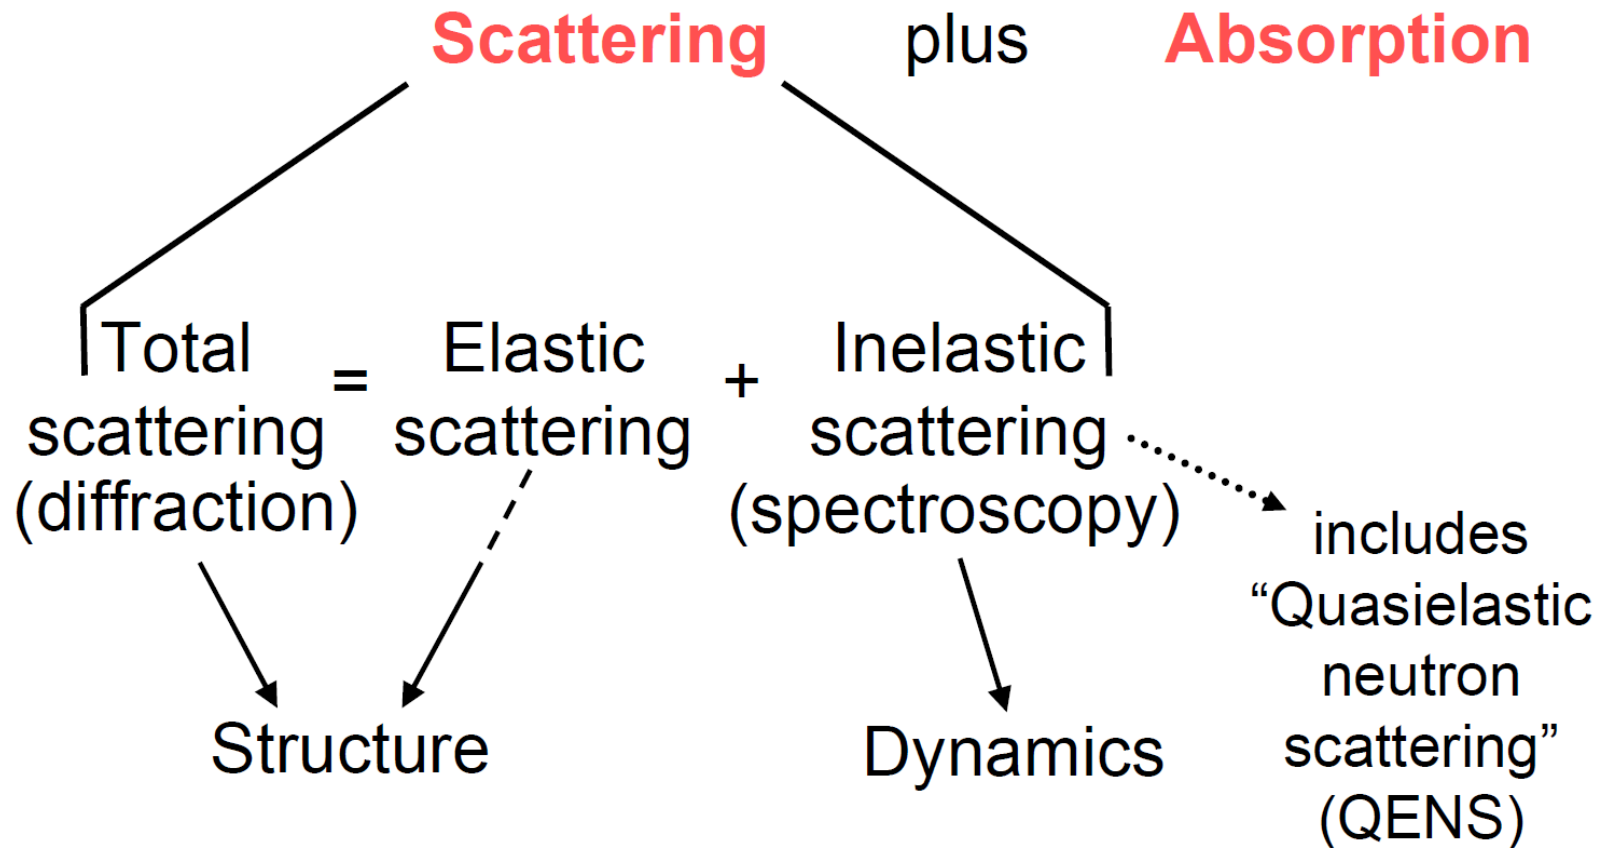 Scattering plus Absorption
Total = Elastic + Inelastic
scattering scattering scattering
(diffraction) (spectroscopy)
includes
“Quasielastic
neutron
scattering”
(QENS)
Structure Dynamics